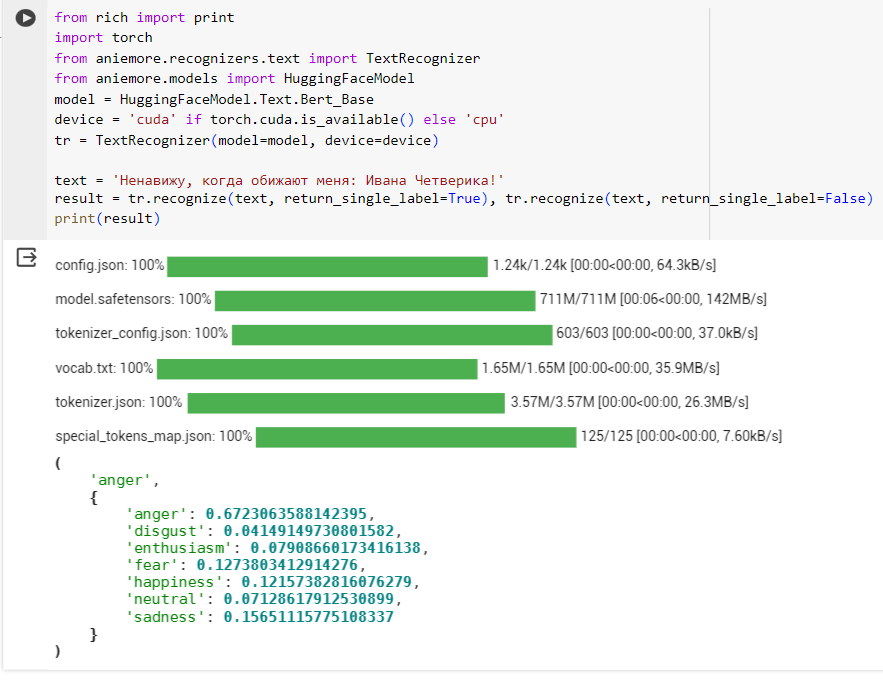 from rich import print
import torch
from aniemore.recognizers.text import TextRecognizer
from aniemore.models import HuggingFaceModel
model = HuggingFaceModel.Text.Bert_Base
device = 'cuda' if torch.cuda.is_available() else 'cpu'
tr = TextRecognizer(model=model, device=device)

text = 'Ненавижу, когда обижают меня: Ивана Четверика!'
result = tr.recognize(text, return_single_label=True), tr.recognize(text, return_single_label=False)
print(result)
config.json: 100% 1.24k/1.24k [00:00<00:00, 64.3kB/s]
model.safetensors: 100% 711M/711M [00:06<00:00, 142MB/s]
tokenizer_config.json: 100% 603/603 [00:00<00:00, 37.0kB/s]
vocab.txt: 100% 1.65M/1.65M [00:00<00:00, 35.9MB/s]
tokenizer.json: 100% 3.57M/3.57M [00:00<00:00, 26.3MB/s]
special_tokens_map.json: 100% 125/125 [00:00<00:00, 7.60kB/s]
(
    'anger',
    {
        'anger': 0.6723063588142395,
        'disgust': 0.04149149730801582,
        'enthusiasm': 0.07908660173416138,
        'fear': 0.1273803412914276,
        'happiness': 0.12157382816076279,
        'neutral': 0.07128617912530899,
        'sadness': 0.15651115775108337
    }
)